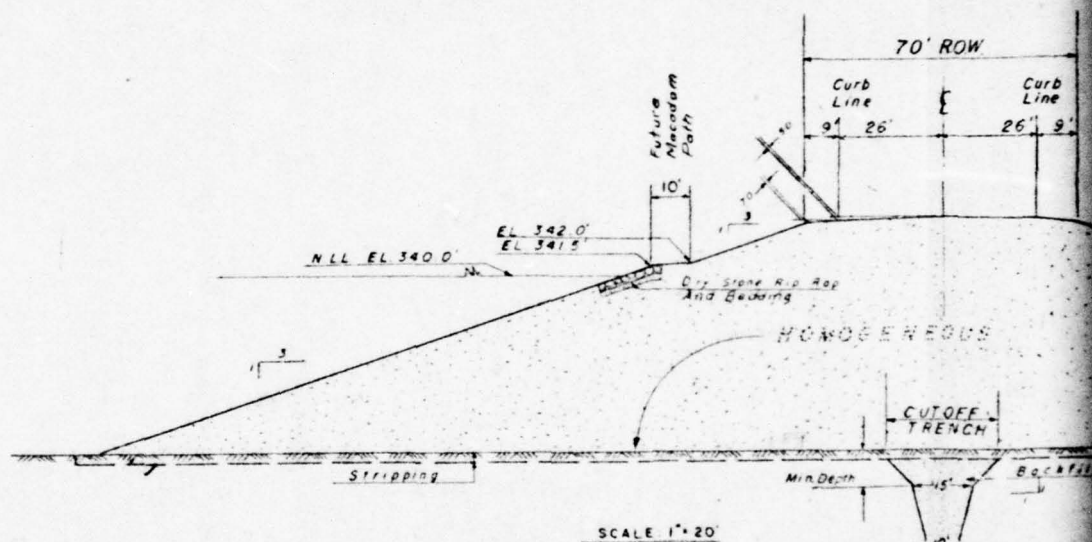 70' ROW
Curb
Line
Curb
Line
9'
26'
26'
9'
Future
Macadam
Path
10'
3
1
EL. 342.0'
EL. 341.5'
N.L.L. EL. 340.0'
Dry Stone Rip Rap
And Bedding
HOMOGENEOUS
3
1
CUTOFF
TRENCH
Stripping
Min. Depth
15'
SCALE: 1"=20'